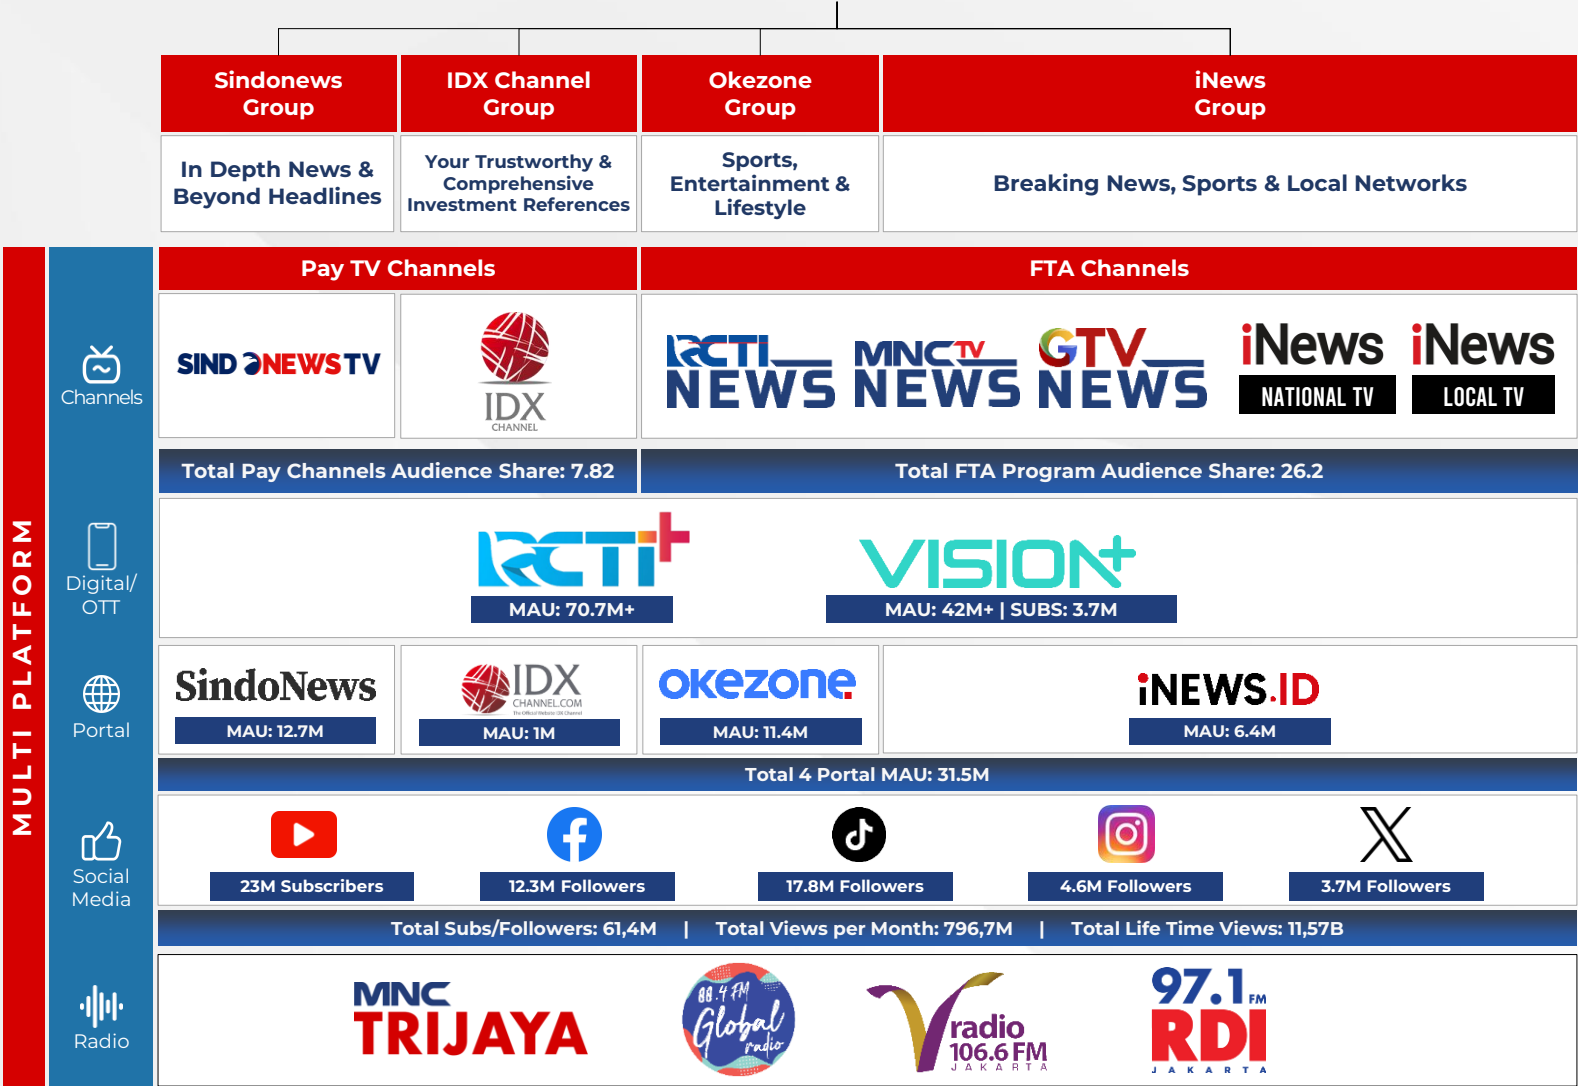 Sindonews
Group
IDX Channel
Group
Okezone
Group
iNews
Group
In Depth News &
Beyond Headlines
Your Trustworthy &
Comprehensive
Investment References
Sports,
Entertainment &
Lifestyle
Breaking News, Sports & Local Networks
MULTI PLATFORM
Pay TV Channels
FTA Channels
Channels
SINDONEWSTV
IDX
CHANNEL
RCTI
NEWS
MNCTV
NEWS
GTV
NEWS
iNews
NATIONAL TV
iNews
LOCAL TV
Total Pay Channels Audience Share: 7.82
Total FTA Program Audience Share: 26.2
Digital/
OTT
RCTI+
MAU: 70.7M+
VISION+
MAU: 42M+ | SUBS: 3.7M
Portal
SindoNews
MAU: 12.7M
IDX
CHANNEL.COM
The Official Website IDX Channel
MAU: 1M
OKEZONE
MAU: 11.4M
iNEWS.ID
MAU: 6.4M
Total 4 Portal MAU: 31.5M
Social
Media
23M Subscribers
12.3M Followers
17.8M Followers
4.6M Followers
3.7M Followers
Total Subs/Followers: 61,4M | Total Views per Month: 796,7M | Total Life Time Views: 11,57B
Radio
MNC
TRIJAYA
88.4 FM
Global
radio
V
radio
106.6 FM
JAKARTA
97.1 FM
RDI
JAKARTA